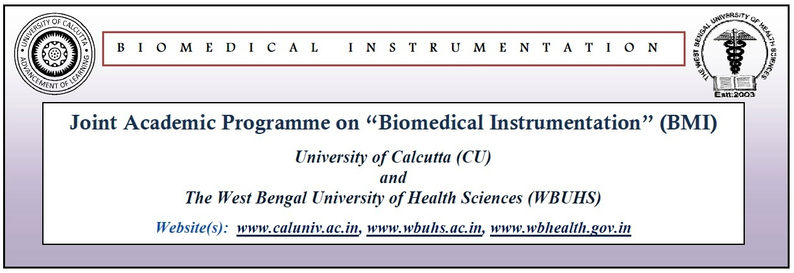 UNIVERSITY OF CALCUTTA
ADVANCEMENT OF LEARNING
BIOMEDICAL INSTRUMENTATION
THE WEST BENGAL UNIVERSITY OF HEALTH SCIENCES
Estd:2003
Joint Academic Programme on “Biomedical Instrumentation” (BMI)
University of Calcutta (CU)
and
The West Bengal University of Health Sciences (WBUHS)
Website(s): www.caluniv.ac.in, www.wbuhs.ac.in, www.wbhealth.gov.in